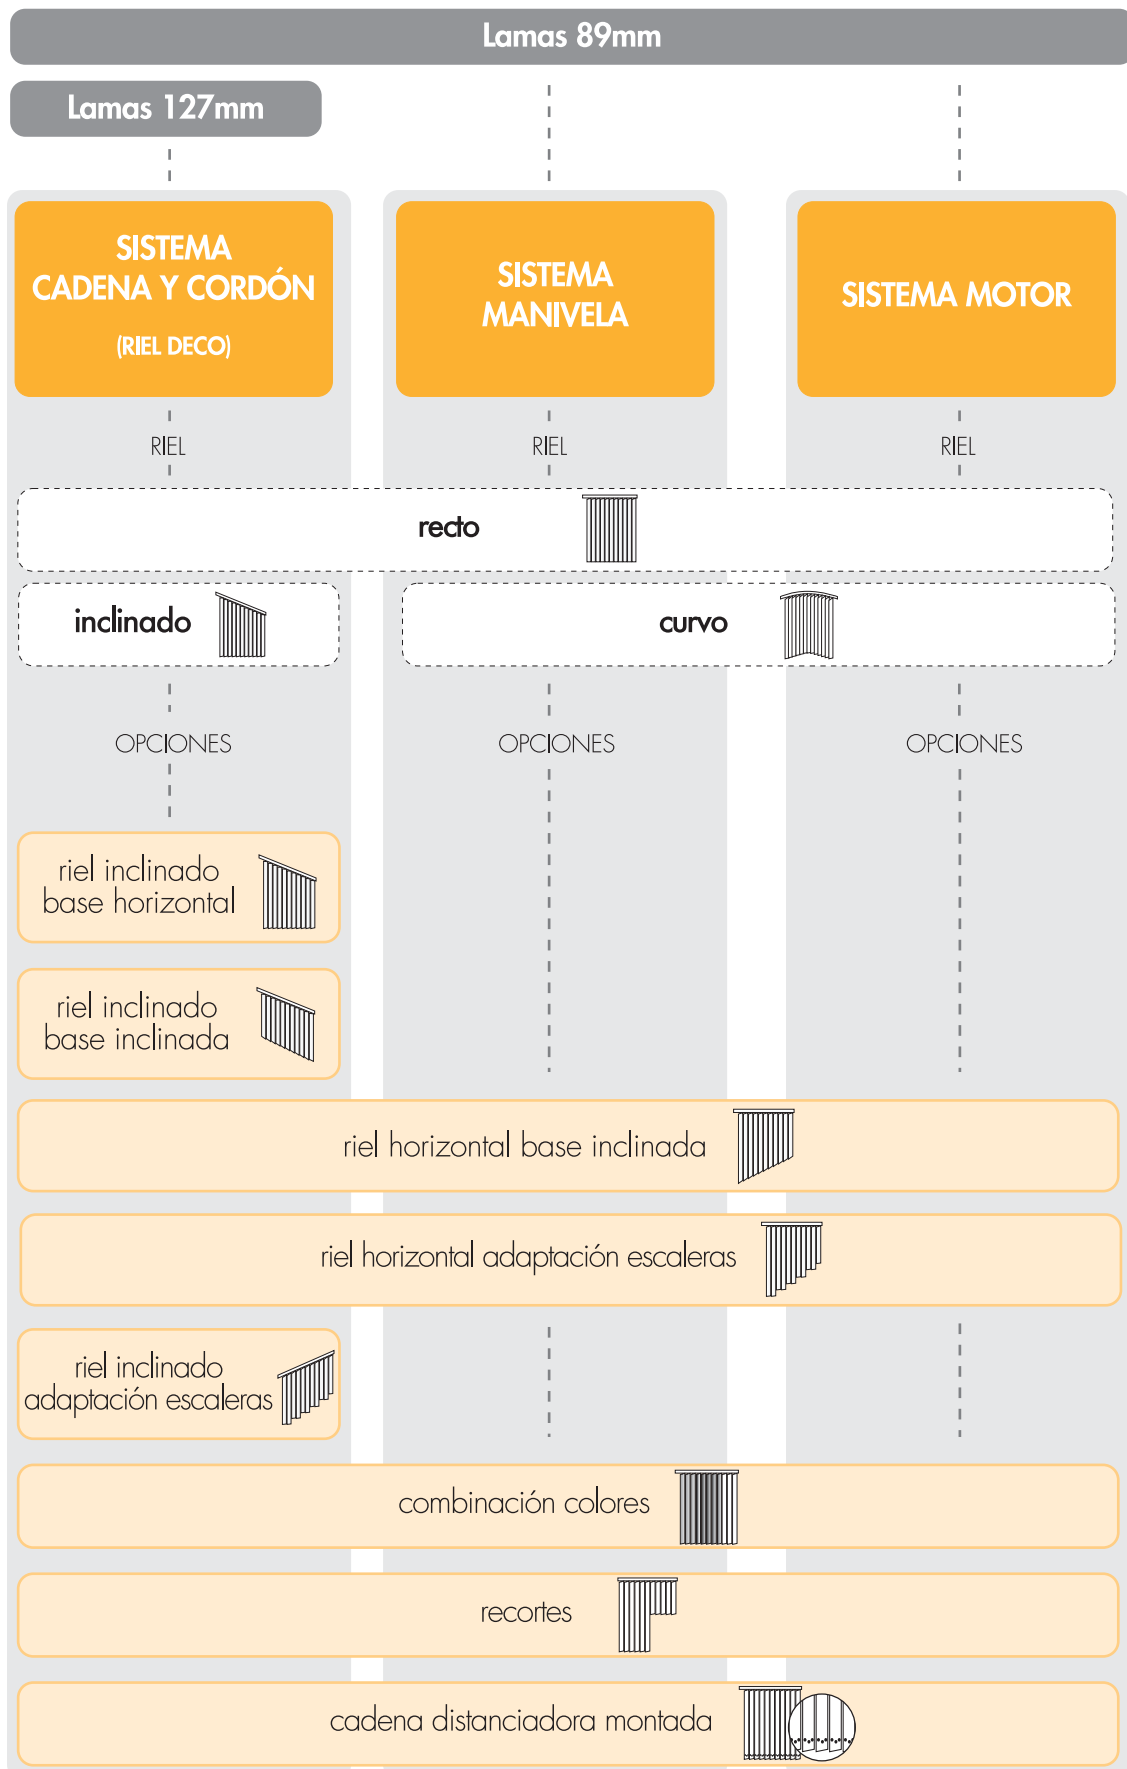 Lamas 89mm
Lamas 127mm
SISTEMA
CADENA Y CORDÓN
(RIEL DECO)
SISTEMA
MANIVELA
SISTEMA MOTOR
RIEL
RIEL
RIEL
recto
inclinado
curvo
OPCIONES
OPCIONES
OPCIONES
riel inclinado
base horizontal
riel inclinado
base inclinada
riel horizontal base inclinada
riel horizontal adaptación escaleras
riel inclinado
adaptación escaleras
combinación colores
recortes
cadena distanciadora montada